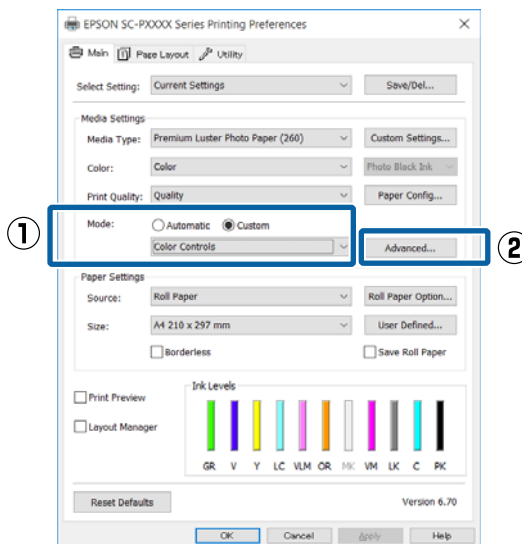 EPSON SC-PXXXX Series Printing Preferences
Main Page Layout Utility
Select Setting: Current Settings Save/Del...
Media Settings
Media Type: Premium Luster Photo Paper (260) Custom Settings...
Color: Color Photo Black Ink
Print Quality: Quality Paper Config...
① Mode: Automatic Custom
Color Controls Advanced... ②
Paper Settings
Source: Roll Paper Roll Paper Option...
Size: A4 210 x 297 mm User Defined...
Borderless Save Roll Paper
Ink Levels
Print Preview
Layout Manager
GR V Y LC VLM OR MK VM LK C PK
Reset Defaults Version 6.70
OK Cancel Apply Help